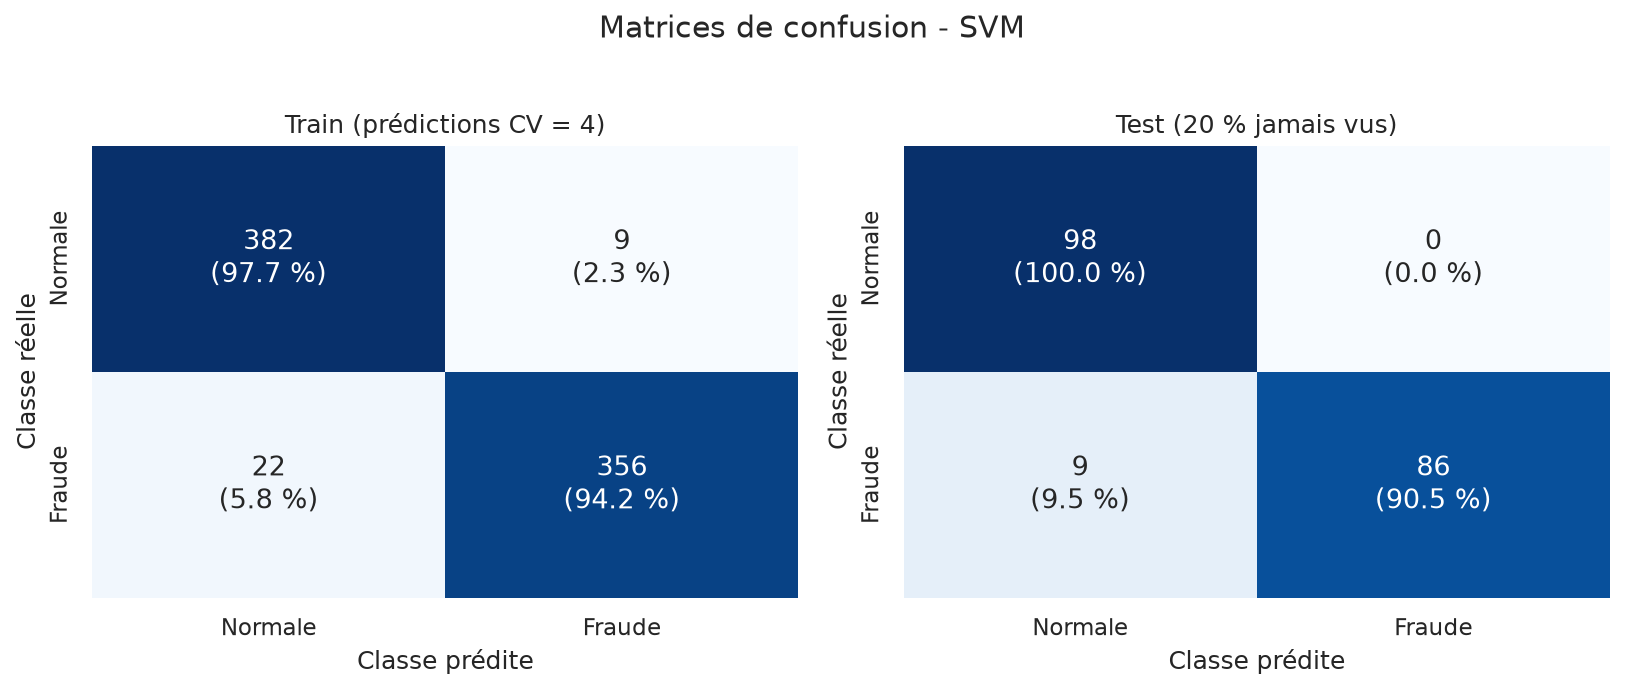 Matrices de confusion - SVM
Train (prédictions CV = 4)
Classe réelle
Normale
Fraude
382
(97.7 %)
9
(2.3 %)
22
(5.8 %)
356
(94.2 %)
Normale
Fraude
Classe prédite
Test (20 % jamais vus)
Classe réelle
Normale
Fraude
98
(100.0 %)
0
(0.0 %)
9
(9.5 %)
86
(90.5 %)
Normale
Fraude
Classe prédite